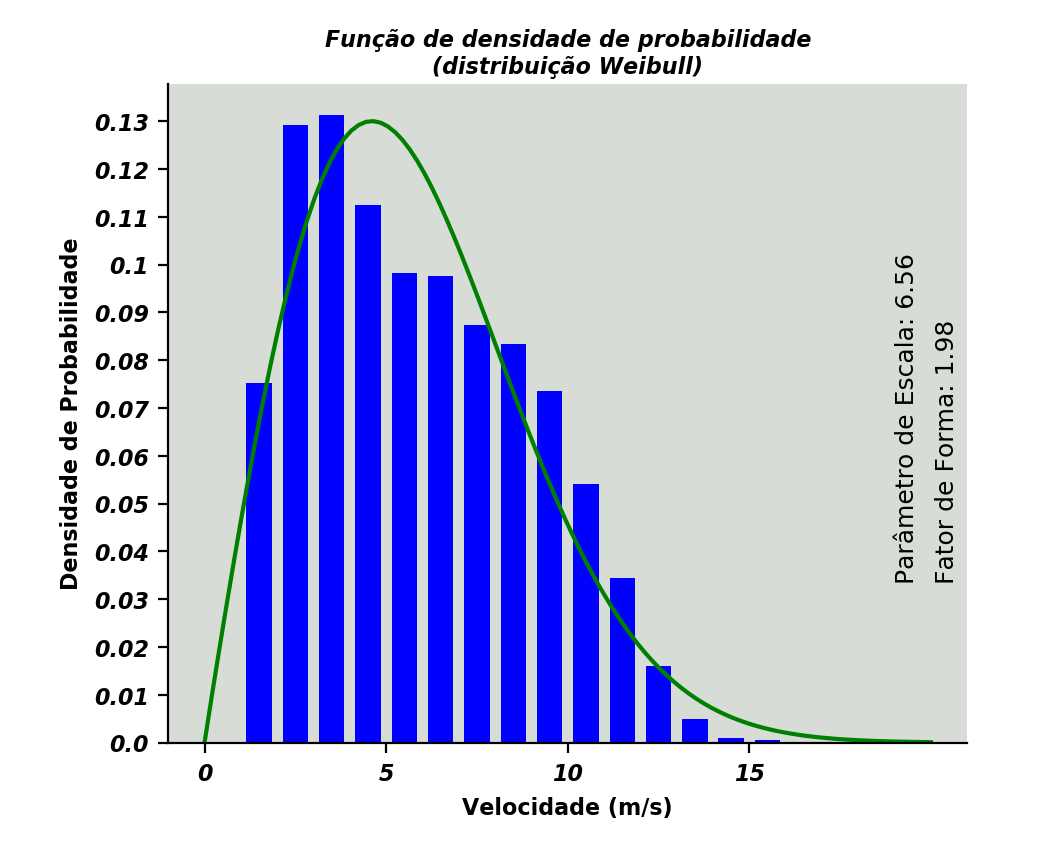 Função de densidade de probabilidade
(distribuição Weibull)
Densidade de Probabilidade
0.13
0.12
0.11
0.1
0.09
0.08
0.07
0.06
0.05
0.04
0.03
0.02
0.01
0.0
Parâmetro de Escala: 6.56
Fator de Forma: 1.98
0 5 10 15
Velocidade (m/s)